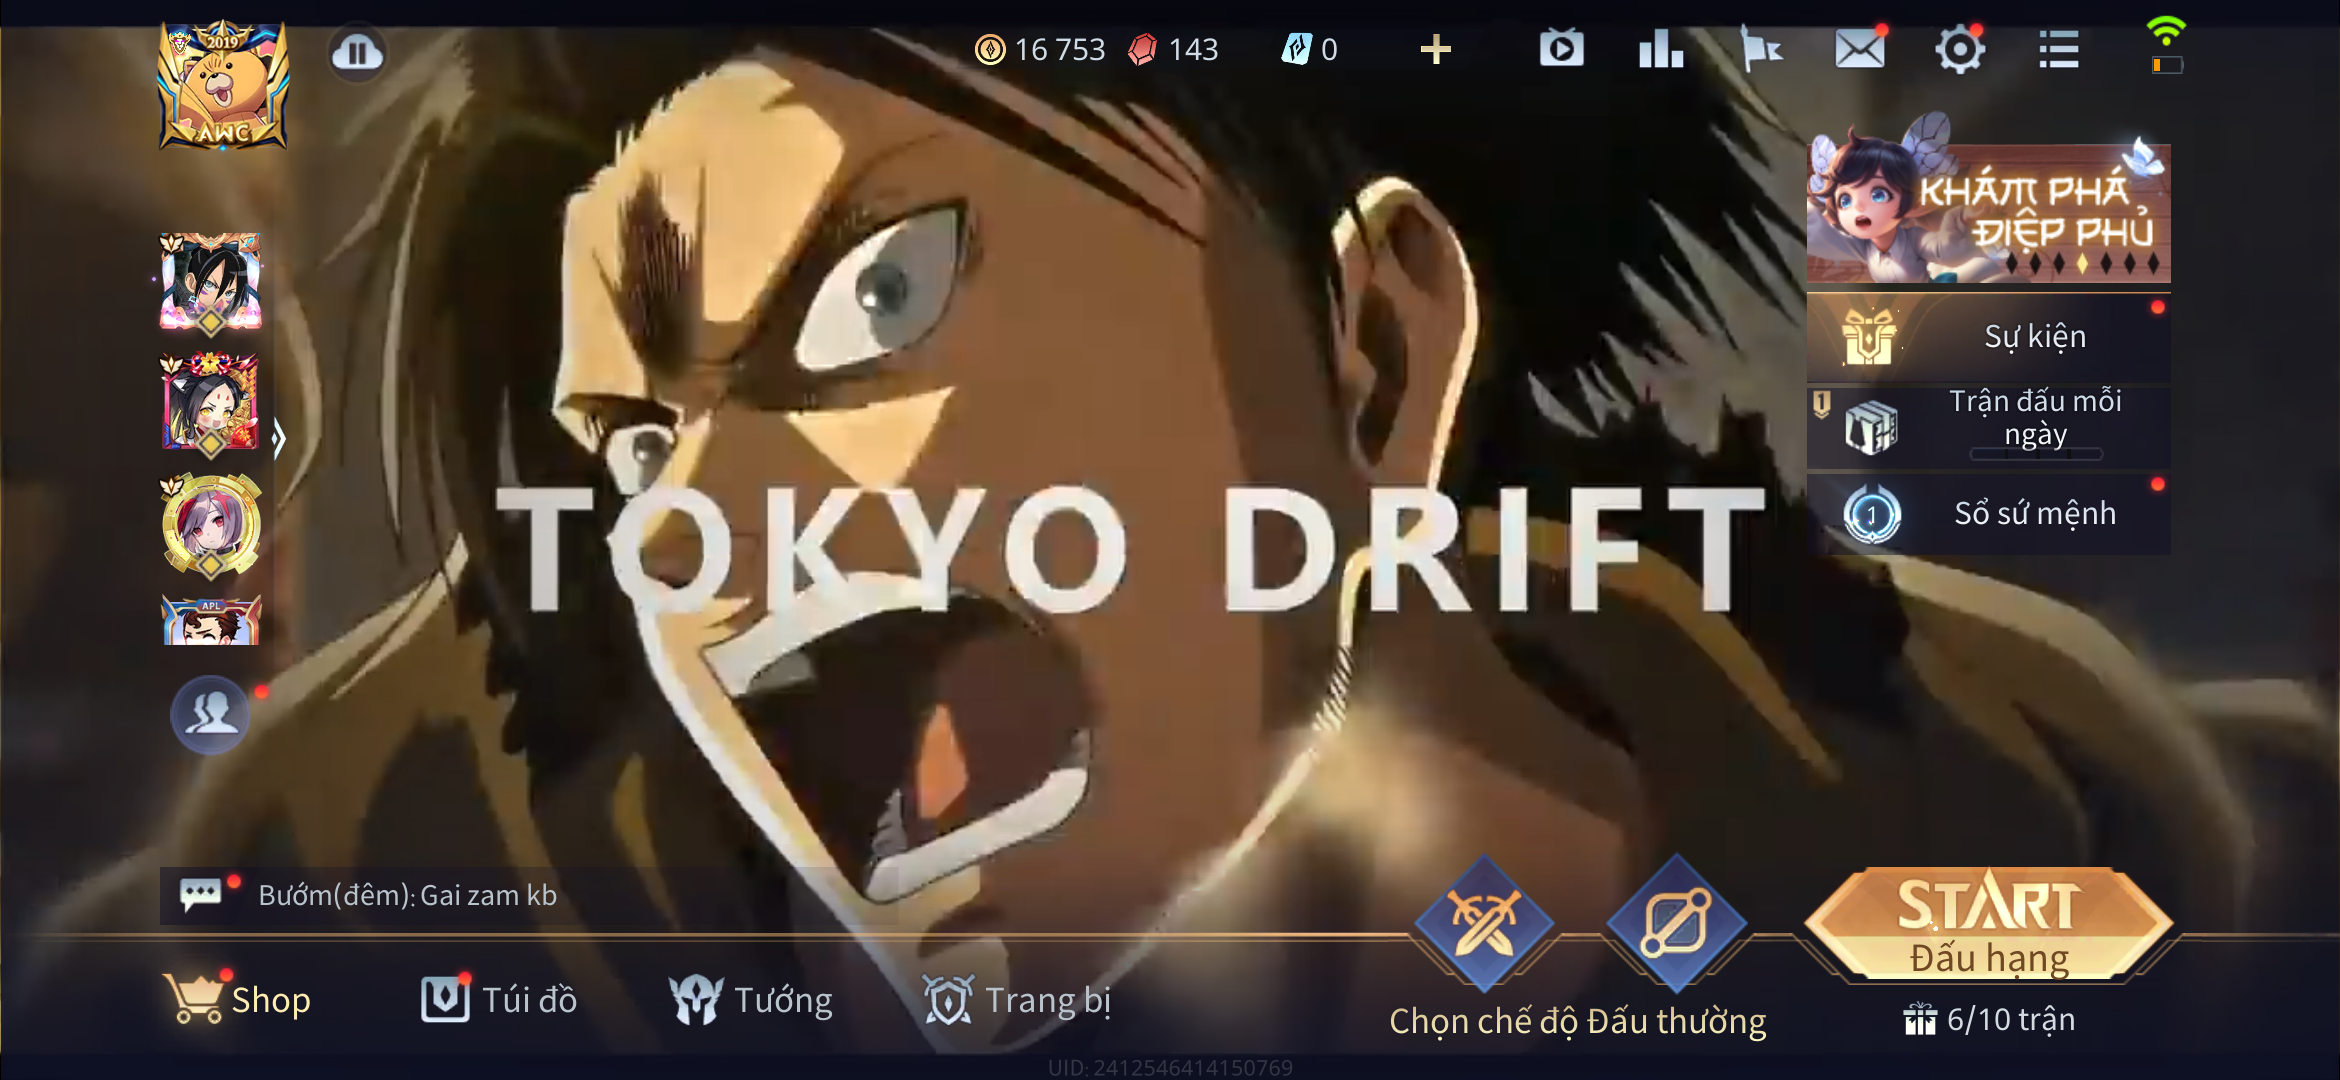 2019
AWC
16 753
143
0
KHÁM PHÁ
ĐIỆP PHỦ
Sự kiện
1
Trận đấu mỗi
ngày
1
Sổ sứ mệnh
TOKYO DRIFT
APL
Bướm(đêm): Gai zam kb
START
Đấu hạng
Shop
Túi đồ
Tướng
Trang bị
Chọn chế độ
Đấu thường
6/10 trận
UID: 2412546414150769